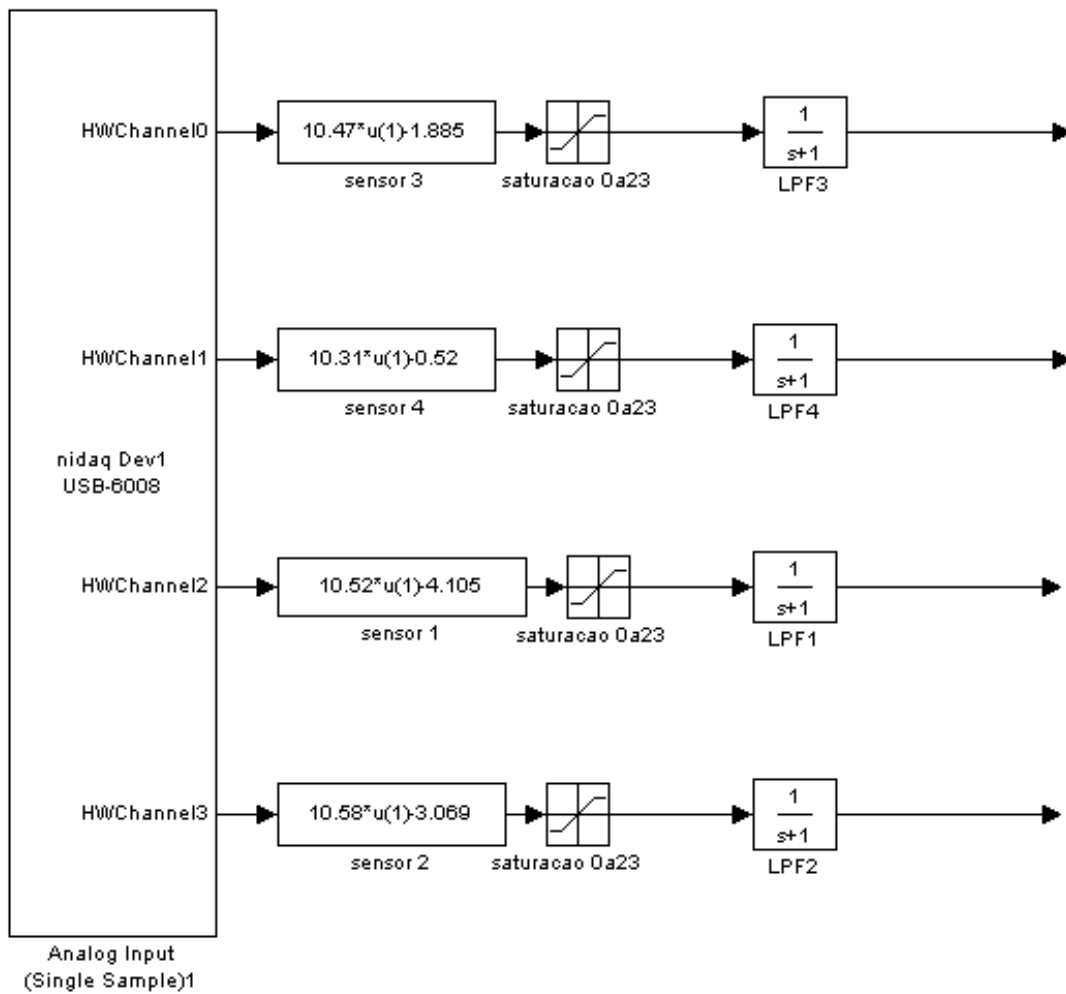 HWChannel0
10.47*u(1)-1.885
sensor 3
saturacao 0a23
1
s+1
LPF3
HWChannel1
10.31*u(1)-0.52
sensor 4
saturacao 0a23
1
s+1
LPF4
nidaq Dev1
USB-6008
HWChannel2
10.52*u(1)-4.105
sensor 1
saturacao 0a23
1
s+1
LPF1
HWChannel3
10.58*u(1)-3.069
sensor 2
saturacao 0a23
1
s+1
LPF2
Analog Input
(Single Sample)1